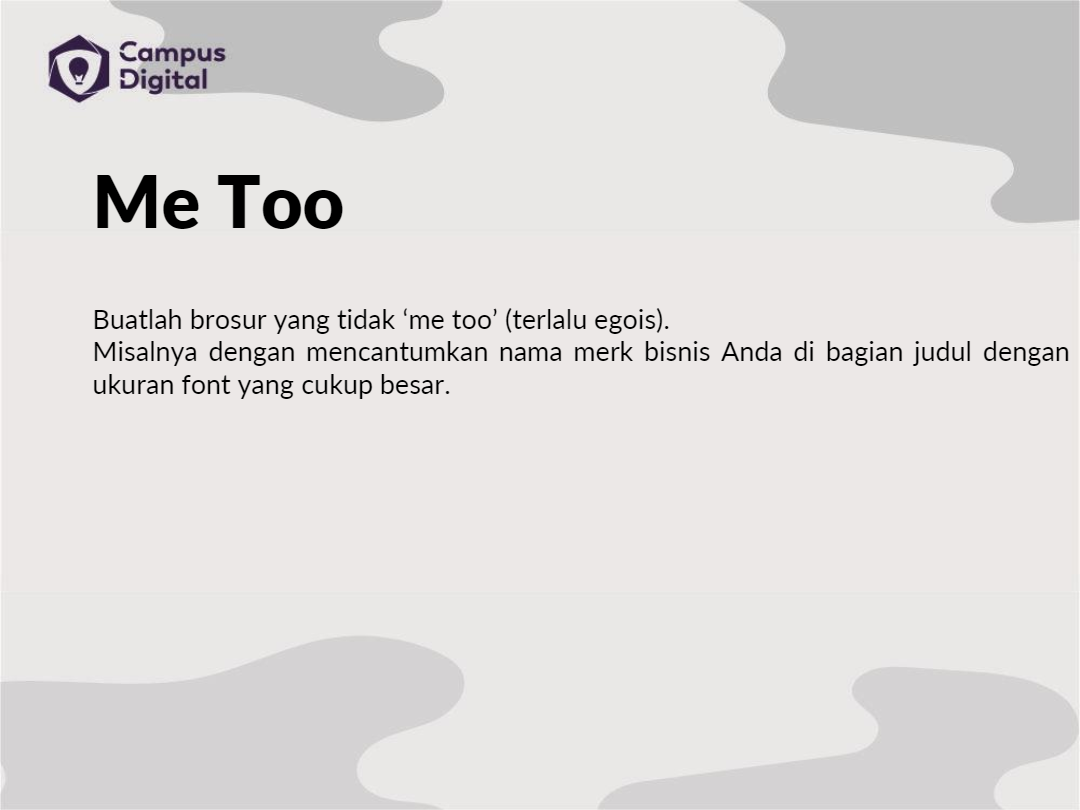 Campus
Digital
Me Too
Buatlah brosur yang tidak ‘me too’ (terlalu egois).
Misalnya dengan mencantumkan nama merk bisnis Anda di bagian judul dengan
ukuran font yang cukup besar.